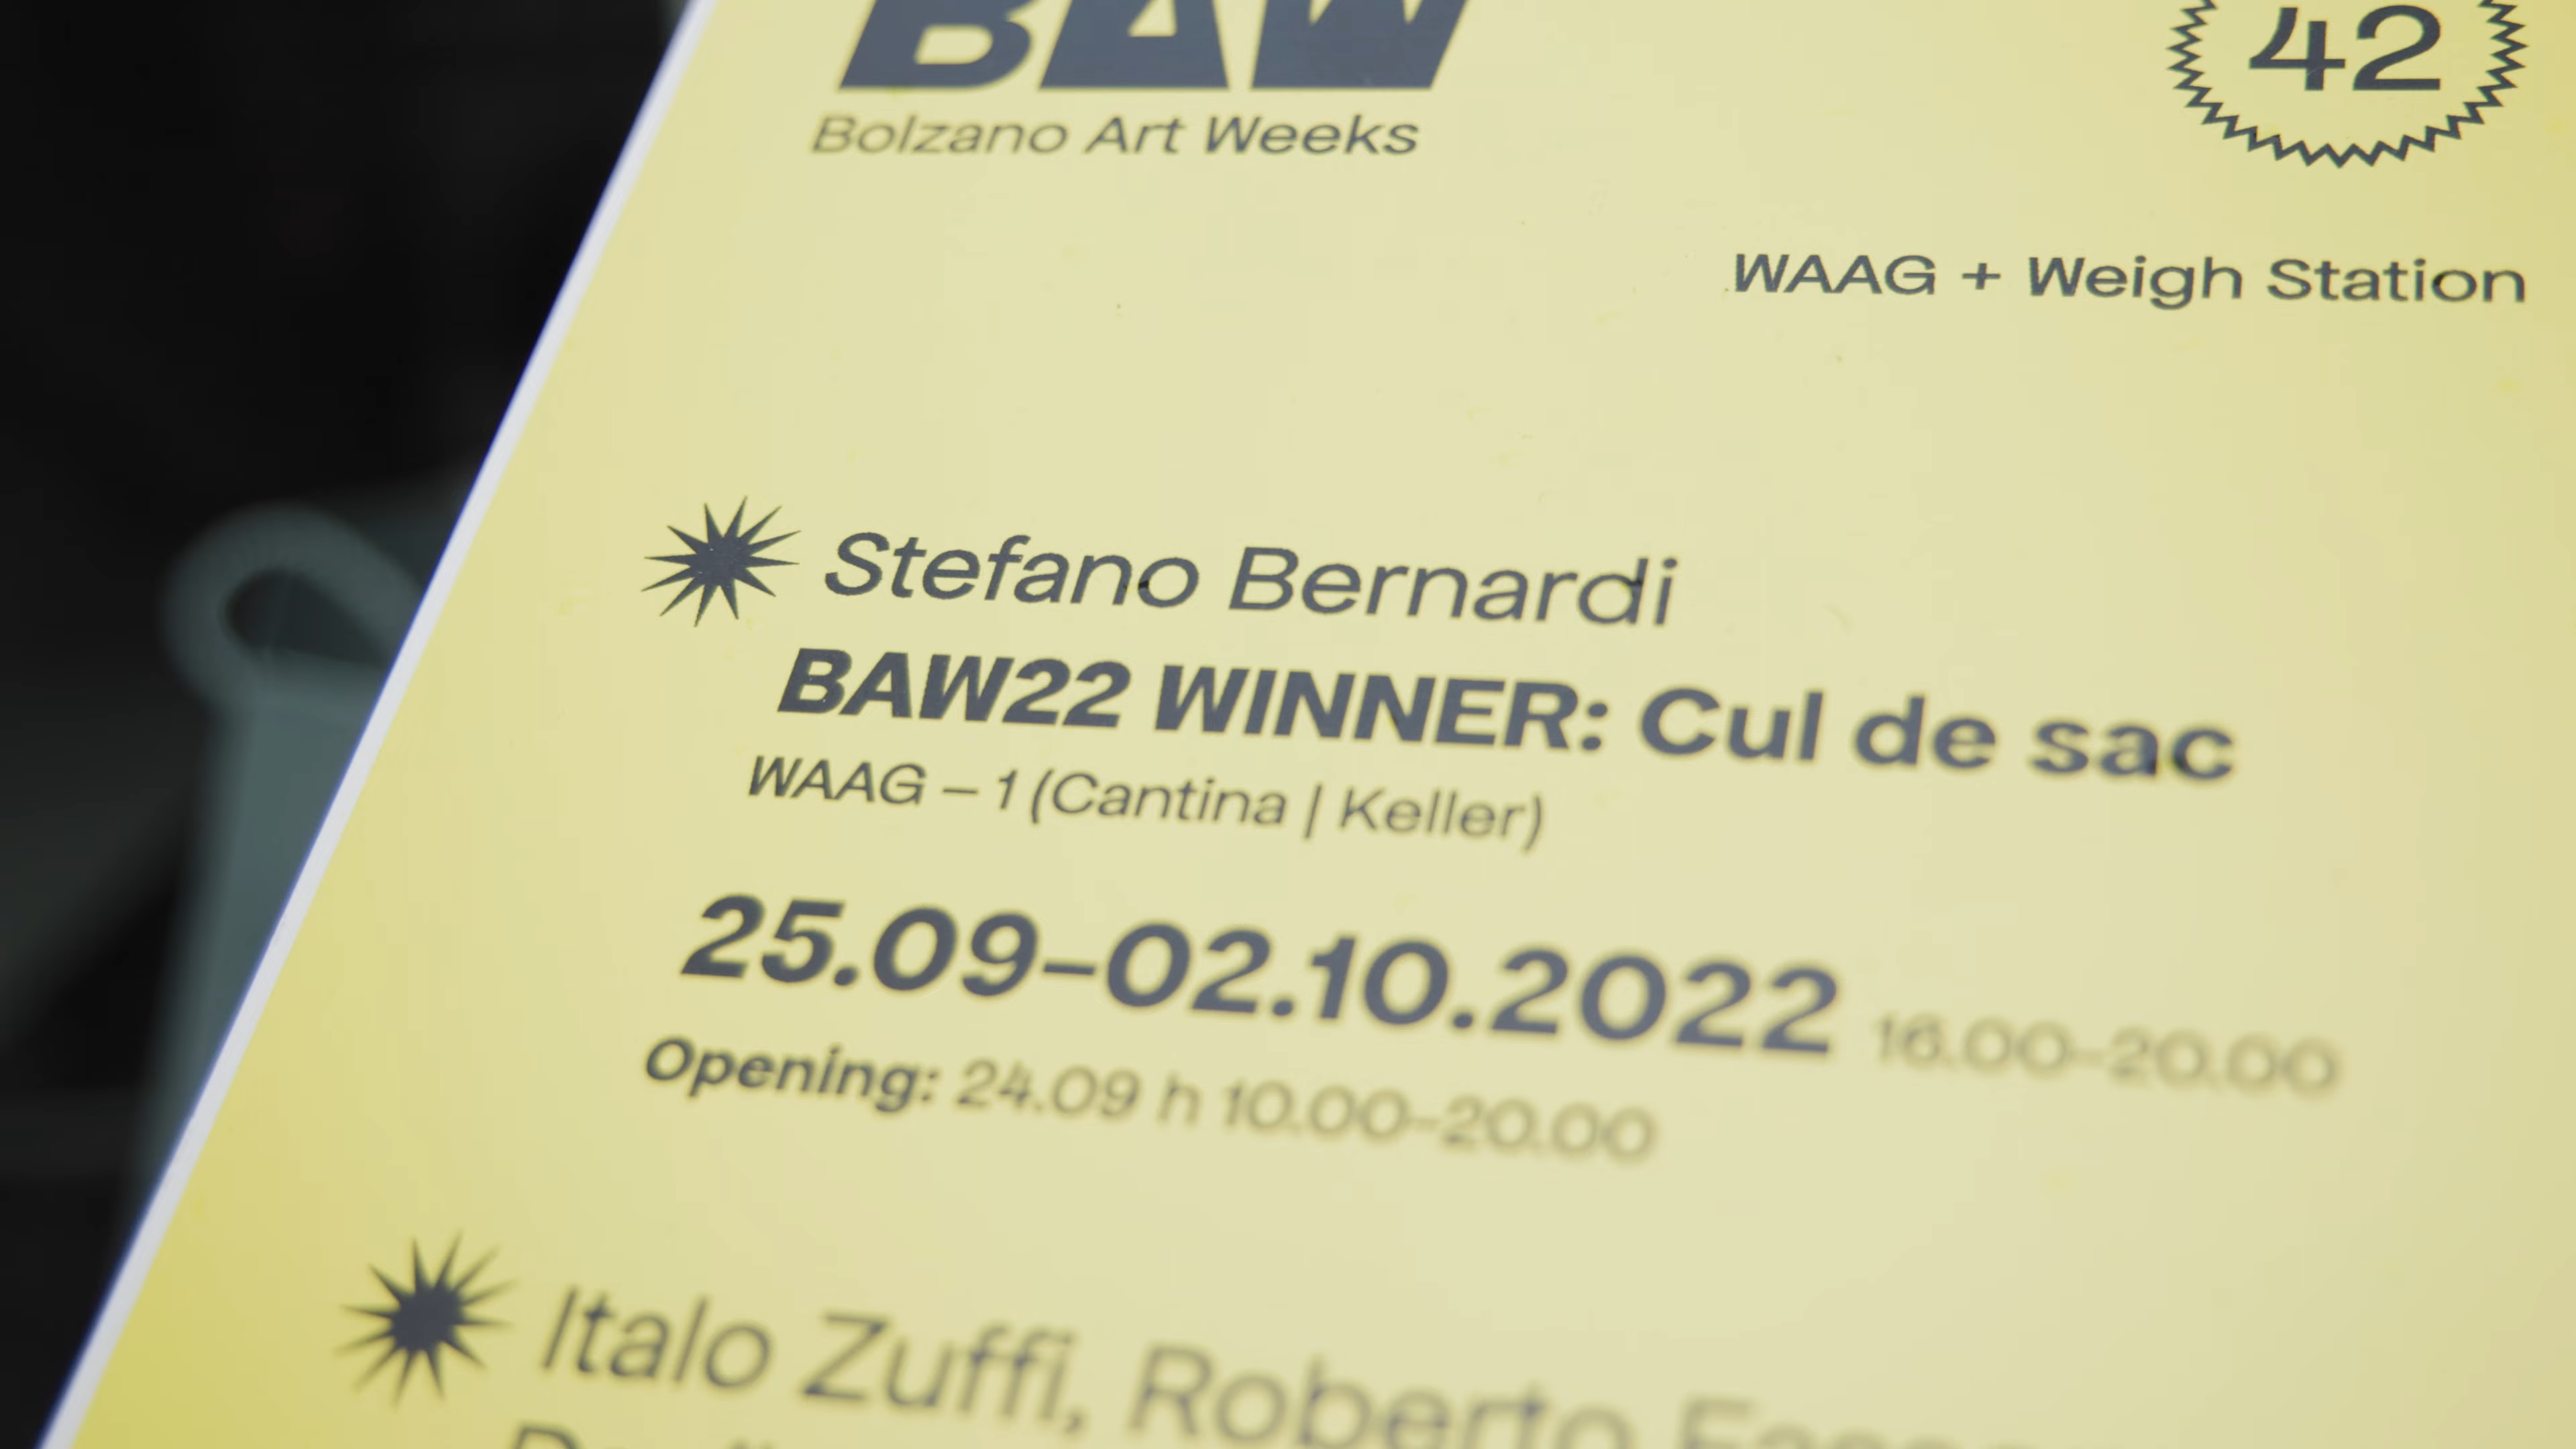 BAW
42
Bolzano Art Weeks
WAAG + Weigh Station
Stefano Bernardi
BAW22 WINNER: Cul de sac
WAAG – 1 (Cantina | Keller)
25.09–02.10.2022 16.00–20.00
Opening: 24.09 h 10.00–20.00
Italo Zuffi, Roberto